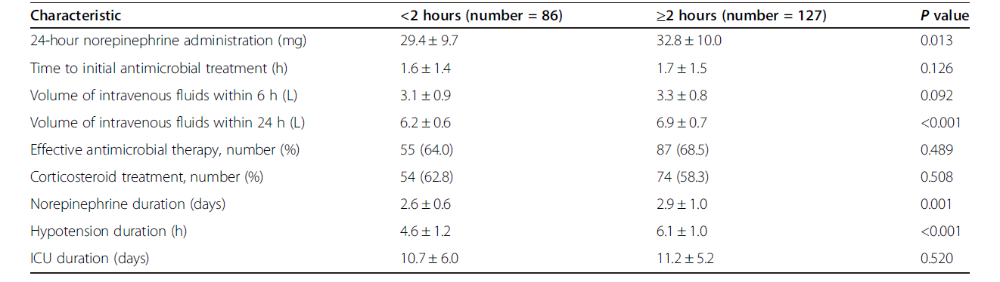 Characteristic <2 hours (number = 86) ≥2 hours (number = 127) P value
24-hour norepinephrine administration (mg) 29.4 ± 9.7 32.8 ± 10.0 0.013
Time to initial antimicrobial treatment (h) 1.6 ± 1.4 1.7 ± 1.5 0.126
Volume of intravenous fluids within 6 h (L) 3.1 ± 0.9 3.3 ± 0.8 0.092
Volume of intravenous fluids within 24 h (L) 6.2 ± 0.6 6.9 ± 0.7 <0.001
Effective antimicrobial therapy, number (%) 55 (64.0) 87 (68.5) 0.489
Corticosteroid treatment, number (%) 54 (62.8) 74 (58.3) 0.508
Norepinephrine duration (days) 2.6 ± 0.6 2.9 ± 1.0 0.001
Hypotension duration (h) 4.6 ± 1.2 6.1 ± 1.0 <0.001
ICU duration (days) 10.7 ± 6.0 11.2 ± 5.2 0.520